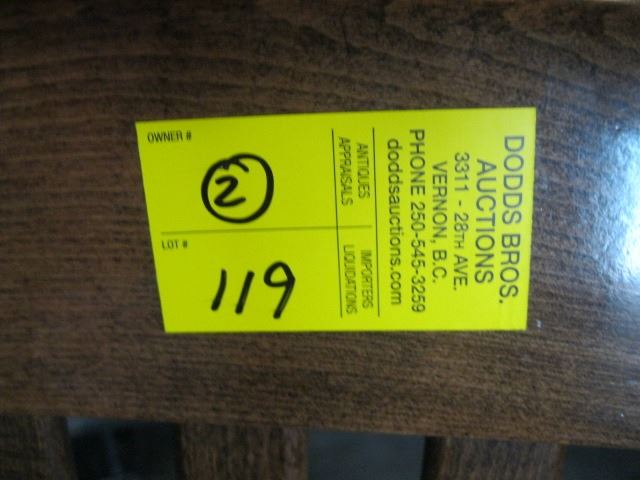 DODDS BROS.
AUCTIONS
3311 - 28TH AVE.
VERNON, B.C.
PHONE 250-545-3259
doddsauctions.com
ANTIQUES IMPORTERS
APPRAISALS LIQUIDATIONS
OWNER # LOT #
2 119